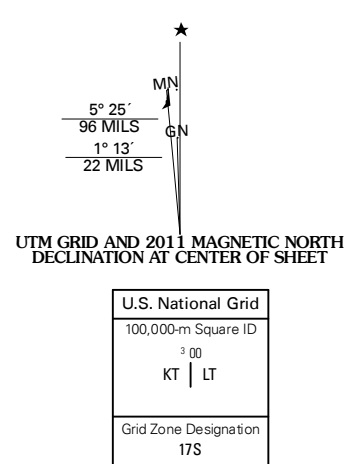 ★
MN
5° 25´
96 MILS
GN
1° 13´
22 MILS
UTM GRID AND 2011 MAGNETIC NORTH
DECLINATION AT CENTER OF SHEET
U.S. National Grid
100,000-m Square ID
³ 00
KT | LT
Grid Zone Designation
17S